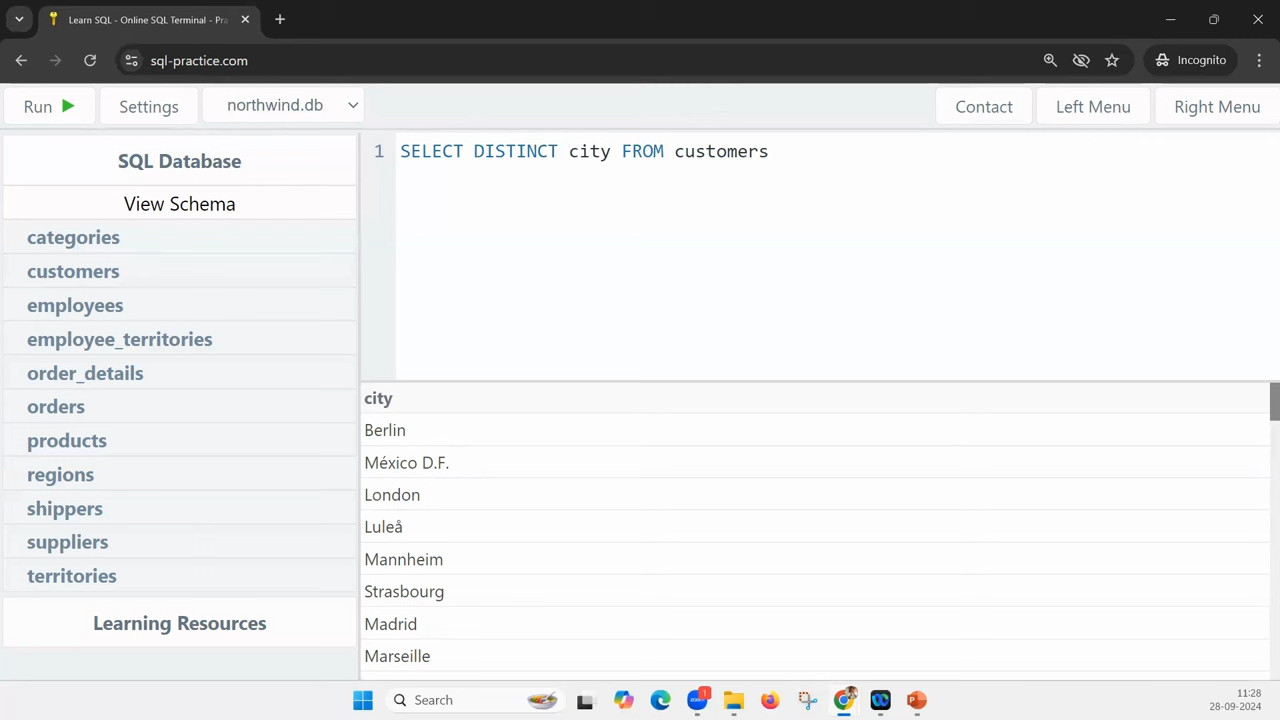 Learn SQL - Online SQL Terminal - Pra
sql-practice.com
Incognito
Run
Settings
northwind.db
Contact
Left Menu
Right Menu
SQL Database
View Schema
categories
customers
employees
employee_territories
order_details
orders
products
regions
shippers
suppliers
territories
Learning Resources
1 SELECT DISTINCT city FROM customers
city
Berlin
México D.F.
London
Luleå
Mannheim
Strasbourg
Madrid
Marseille
Search
1
11:28
28-09-2024